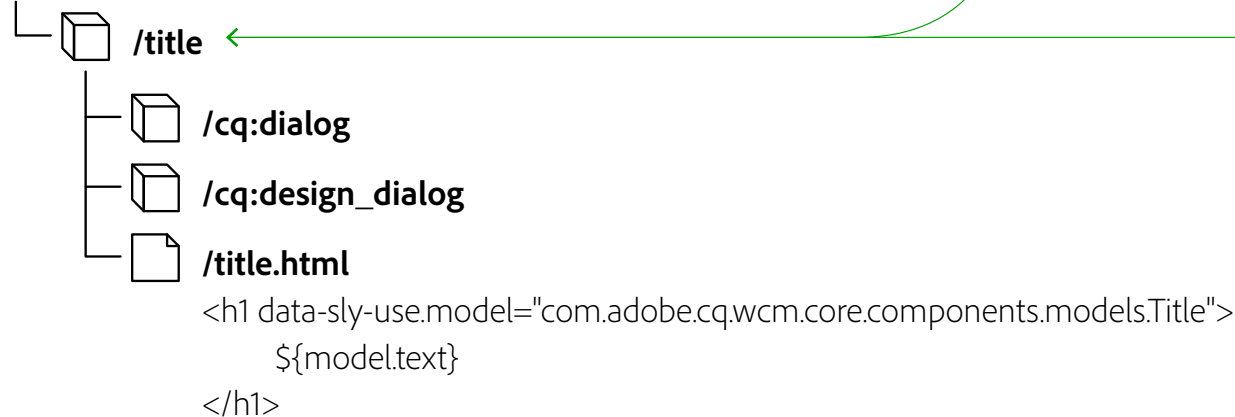 /title
/cq:dialog
/cq:design_dialog
/title.html
<h1 data-sly-use.model="com.adobe.cq.wcm.core.components.models.Title">
${model.text}
</h1>